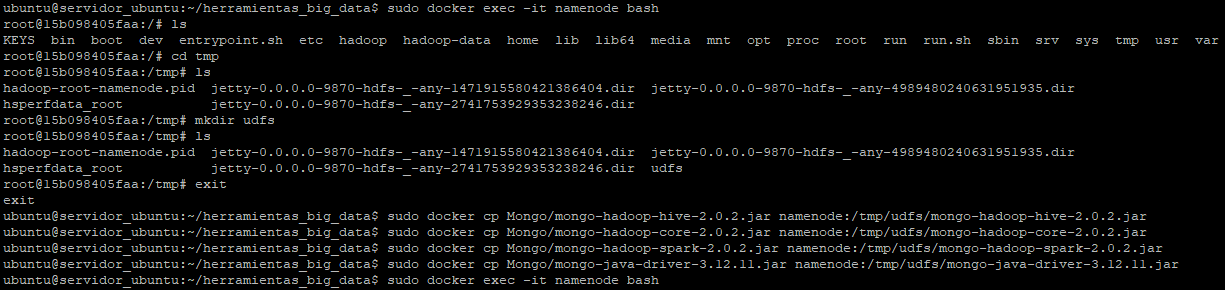 ubuntu@servidor_ubuntu:~/herramientas_big_data$ sudo docker exec -it namenode bash
root@15b098405faa:/# ls
KEYS bin boot dev entrypoint.sh etc hadoop hadoop-data home lib lib64 media mnt opt proc root run run.sh sbin srv sys tmp usr var
root@15b098405faa:/# cd tmp
root@15b098405faa:/tmp# ls
hadoop-root-namenode.pid jetty-0.0.0.0-9870-hdfs-_-any-1471915580421386404.dir jetty-0.0.0.0-9870-hdfs-_-any-4989480240631951935.dir
hsperfdata_root jetty-0.0.0.0-9870-hdfs-_-any-2741753929353238246.dir
root@15b098405faa:/tmp# mkdir udfs
root@15b098405faa:/tmp# ls
hadoop-root-namenode.pid jetty-0.0.0.0-9870-hdfs-_-any-1471915580421386404.dir jetty-0.0.0.0-9870-hdfs-_-any-4989480240631951935.dir
hsperfdata_root jetty-0.0.0.0-9870-hdfs-_-any-2741753929353238246.dir udfs
root@15b098405faa:/tmp# exit
exit
ubuntu@servidor_ubuntu:~/herramientas_big_data$ sudo docker cp Mongo/mongo-hadoop-hive-2.0.2.jar namenode:/tmp/udfs/mongo-hadoop-hive-2.0.2.jar
ubuntu@servidor_ubuntu:~/herramientas_big_data$ sudo docker cp Mongo/mongo-hadoop-core-2.0.2.jar namenode:/tmp/udfs/mongo-hadoop-core-2.0.2.jar
ubuntu@servidor_ubuntu:~/herramientas_big_data$ sudo docker cp Mongo/mongo-hadoop-spark-2.0.2.jar namenode:/tmp/udfs/mongo-hadoop-spark-2.0.2.jar
ubuntu@servidor_ubuntu:~/herramientas_big_data$ sudo docker cp Mongo/mongo-java-driver-3.12.11.jar namenode:/tmp/udfs/mongo-java-driver-3.12.11.jar
ubuntu@servidor_ubuntu:~/herramientas_big_data$ sudo docker exec -it namenode bash